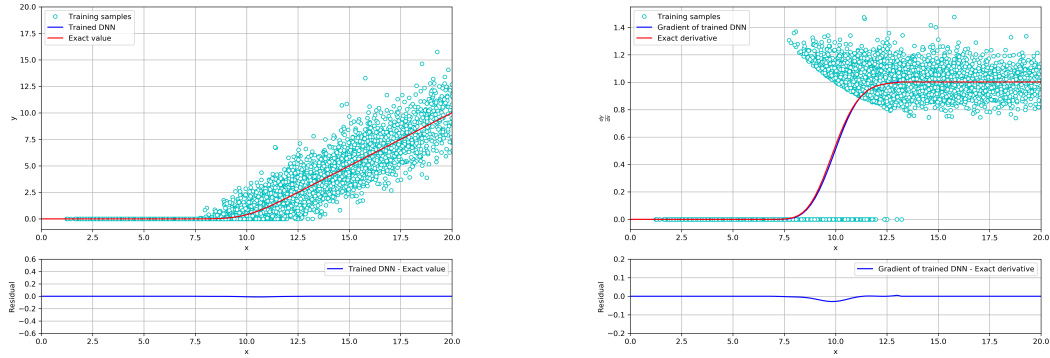 20.0
17.5
15.0
12.5
10.0
7.5
5.0
2.5
0.0
y
Training samples
Trained DNN
Exact value
0.0 2.5 5.0 7.5 10.0 12.5 15.0 17.5 20.0
x
0.6
0.4
0.2
0.0
−0.2
−0.4
−0.6
Residual
Trained DNN - Exact value
0.0 2.5 5.0 7.5 10.0 12.5 15.0 17.5 20.0
x
1.4
1.2
1.0
0.8
0.6
0.4
0.2
0.0
Training samples
Gradient of trained DNN
Exact derivative
0.0 2.5 5.0 7.5 10.0 12.5 15.0 17.5 20.0
x
0.2
0.1
0.0
−0.1
−0.2
Residual
Gradient of trained DNN - Exact derivative
0.0 2.5 5.0 7.5 10.0 12.5 15.0 17.5 20.0
x